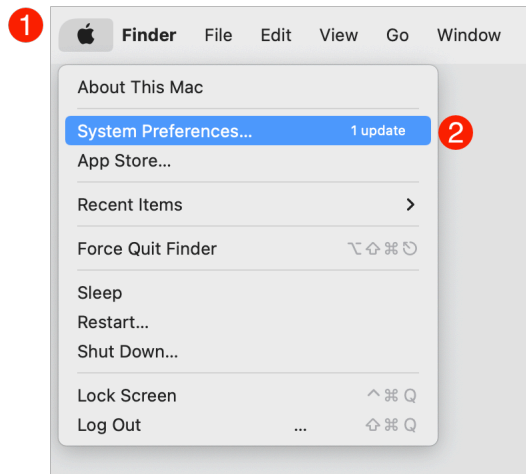 1
Finder File Edit View Go Window
About This Mac
System Preferences... 1 update
2
App Store...
Recent Items
Force Quit Finder ⌥⇧⌘⎋
Sleep
Restart...
Shut Down...
Lock Screen ^⌘Q
Log Out ... ⇧⌘Q